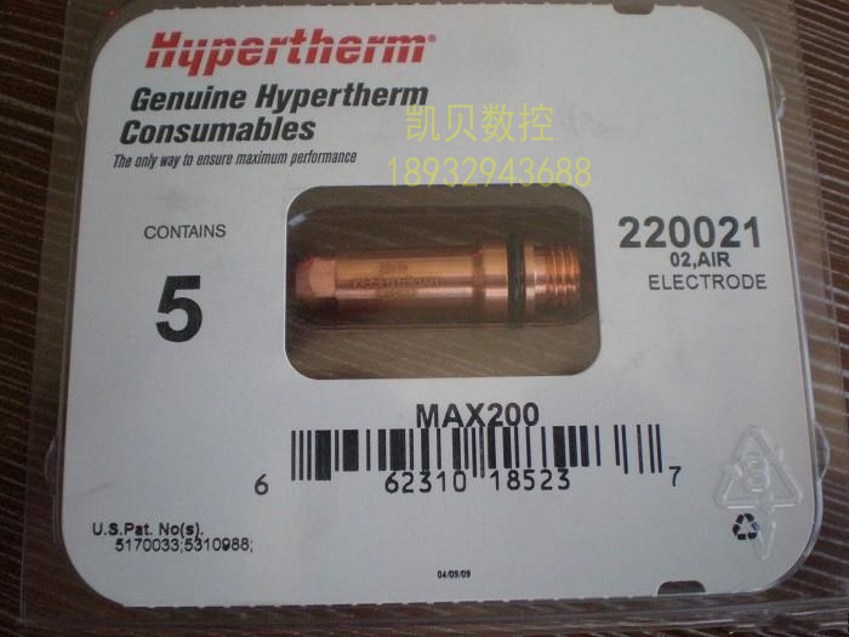 Hypertherm®
Genuine Hypertherm
Consumables
The only way to ensure maximum performance
凯贝数控
18932943688
CONTAINS
5
220021
02,AIR
ELECTRODE
MAX200
6 62310 18523 7
U.S.Pat. No(s).
5170033;5310988;
04/09/09